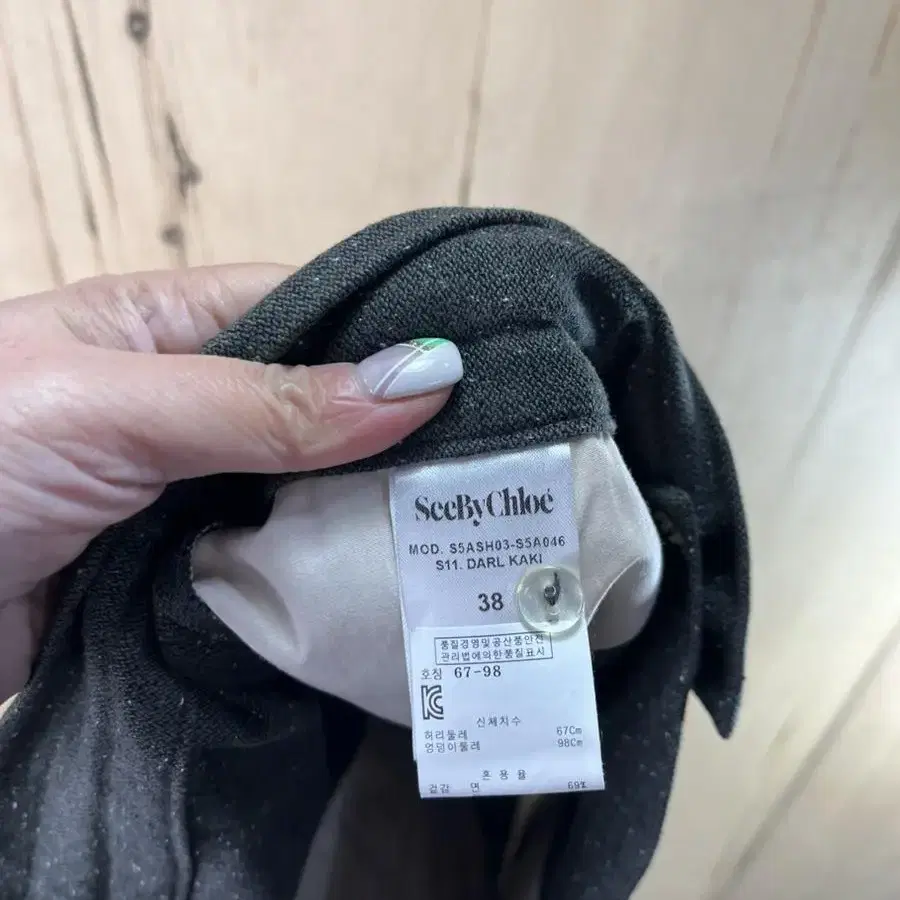 SeeByChloé
MOD. S5ASH03-S5A046
S11. DARL KAKI
38
품질경영및공산품안전
관리법에의한품질표시
호칭 67-98
신체치수
허리둘레 67Cm
엉덩이둘레 98Cm
혼용율
겉감 면 69%